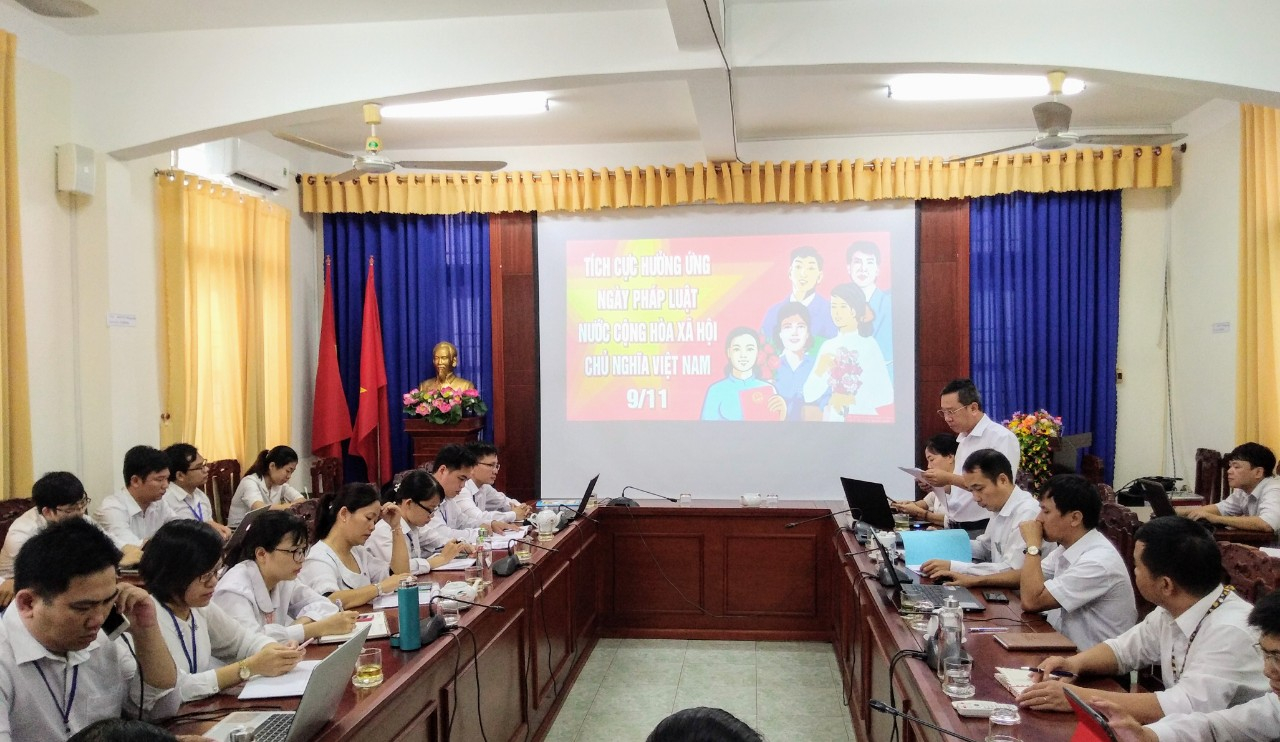 TÍCH CỰC HƯỞNG ỨNG
NGÀY PHÁP LUẬT
NƯỚC CỘNG HÒA XÃ HỘI
CHỦ NGHĨA VIỆT NAM
9/11